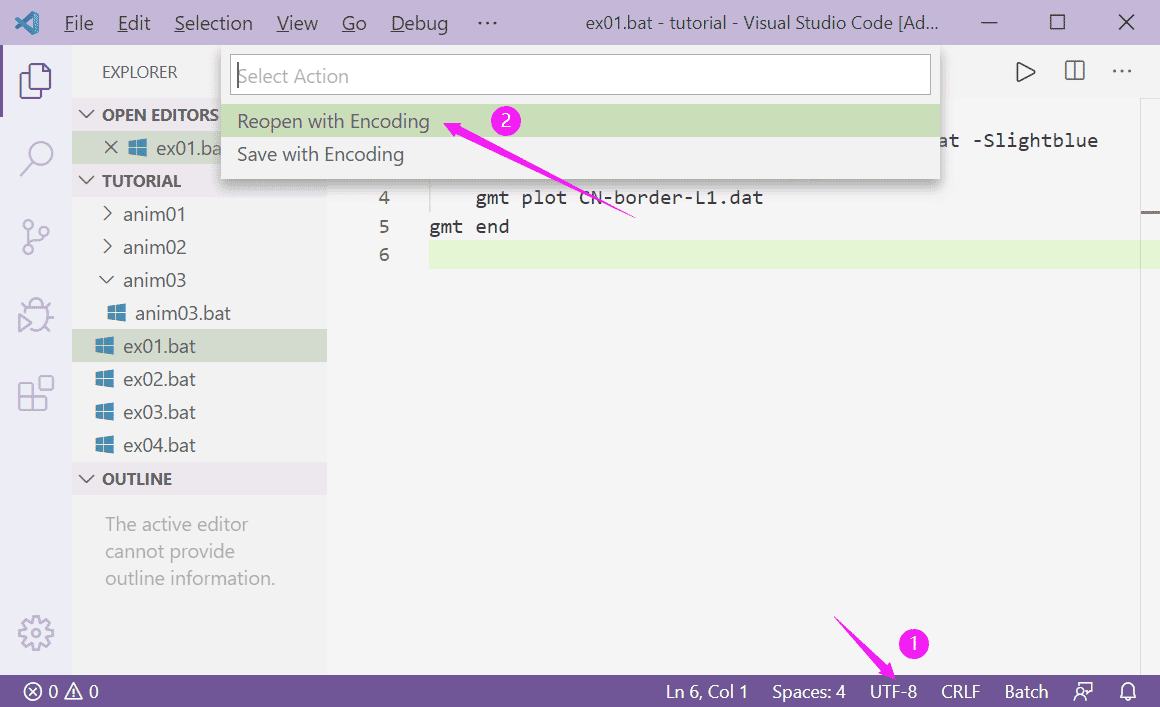 File Edit Selection View Go Debug ··· ex01.bat - tutorial - Visual Studio Code [Ad...
EXPLORER
Select Action
OPEN EDITORS
Reopen with Encoding 2
ex01.ba
at -Slightblue
Save with Encoding
TUTORIAL
4 gmt plot CN-border-L1.dat
anim01
5 gmt end
anim02
6
anim03
anim03.bat
ex01.bat
ex02.bat
ex03.bat
ex04.bat
OUTLINE
The active editor
cannot provide
outline information.
1
0 0 Ln 6, Col 1 Spaces: 4 UTF-8 CRLF Batch